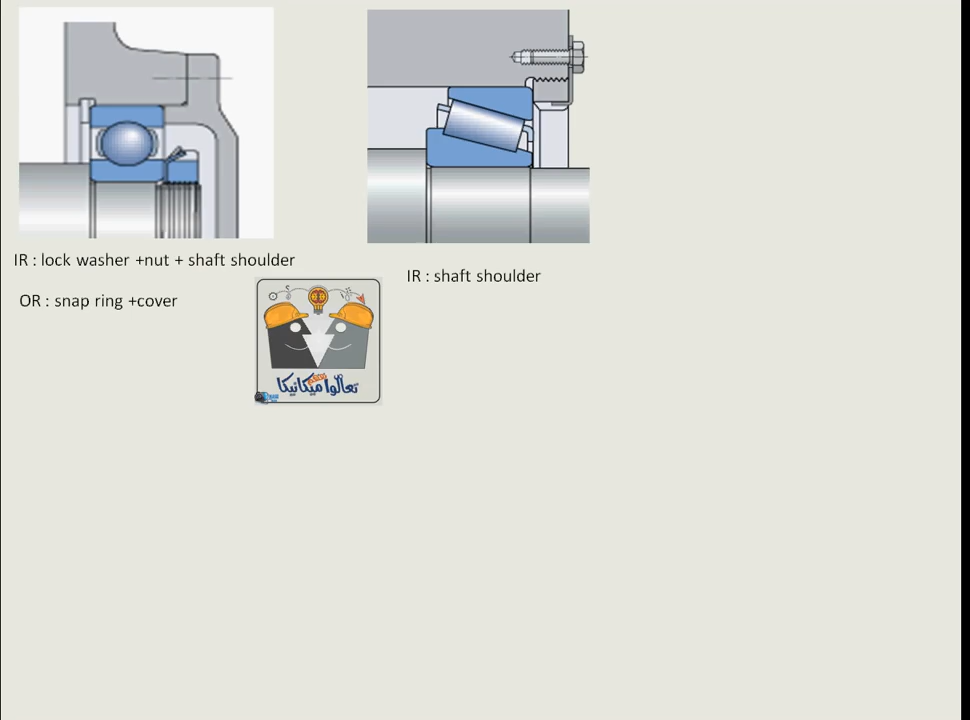 IR : lock washer +nut + shaft shoulder
OR : snap ring +cover
IR : shaft shoulder
تعالوا ميكانيكا